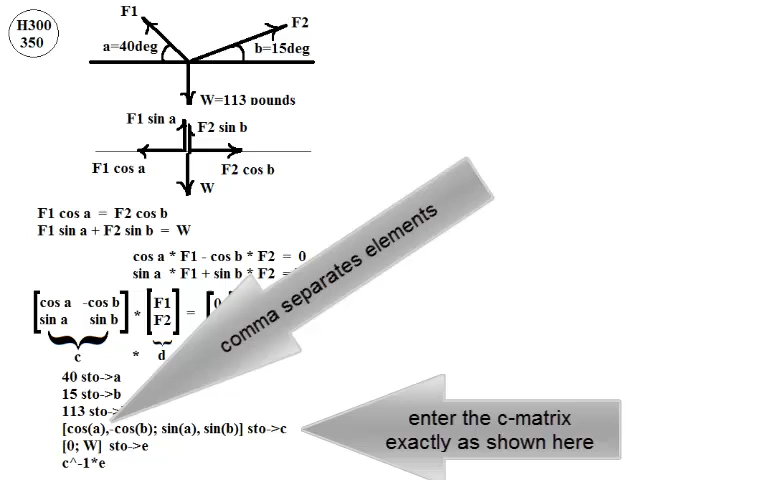 H300
350
F1
F2
a=40deg
b=15deg
W=113 pounds
F1 sin a
F2 sin b
F1 cos a
F2 cos b
W
F1 cos a = F2 cos b
F1 sin a + F2 sin b = W
cos a * F1 - cos b * F2 = 0
sin a * F1 + sin b * F2 =
cos a -cos b
sin a sin b
*
F1
F2
=
0
c * d
comma separates elements
40 sto->a
15 sto->b
113 sto->
[cos(a),-cos(b); sin(a), sin(b)] sto->c
[0; W] sto->e
c^-1*e
enter the c-matrix
exactly as shown here